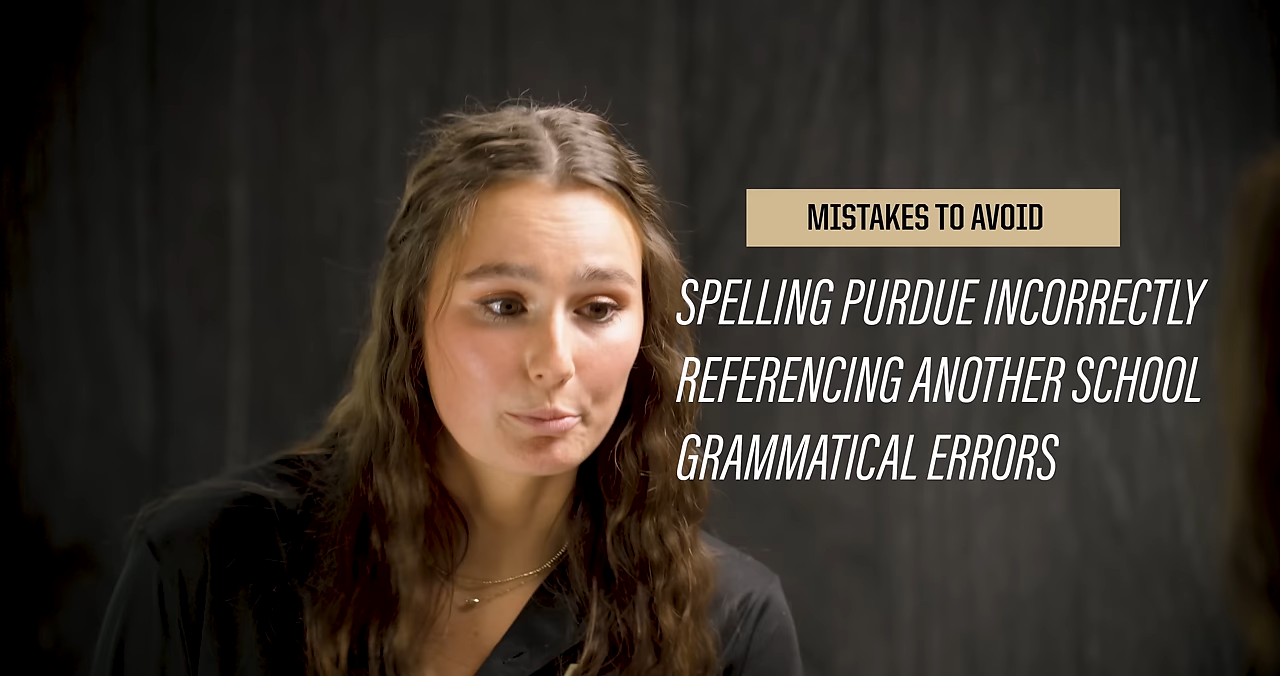 MISTAKES TO AVOID
SPELLING PURDUE INCORRECTLY
REFERENCING ANOTHER SCHOOL
GRAMMATICAL ERRORS